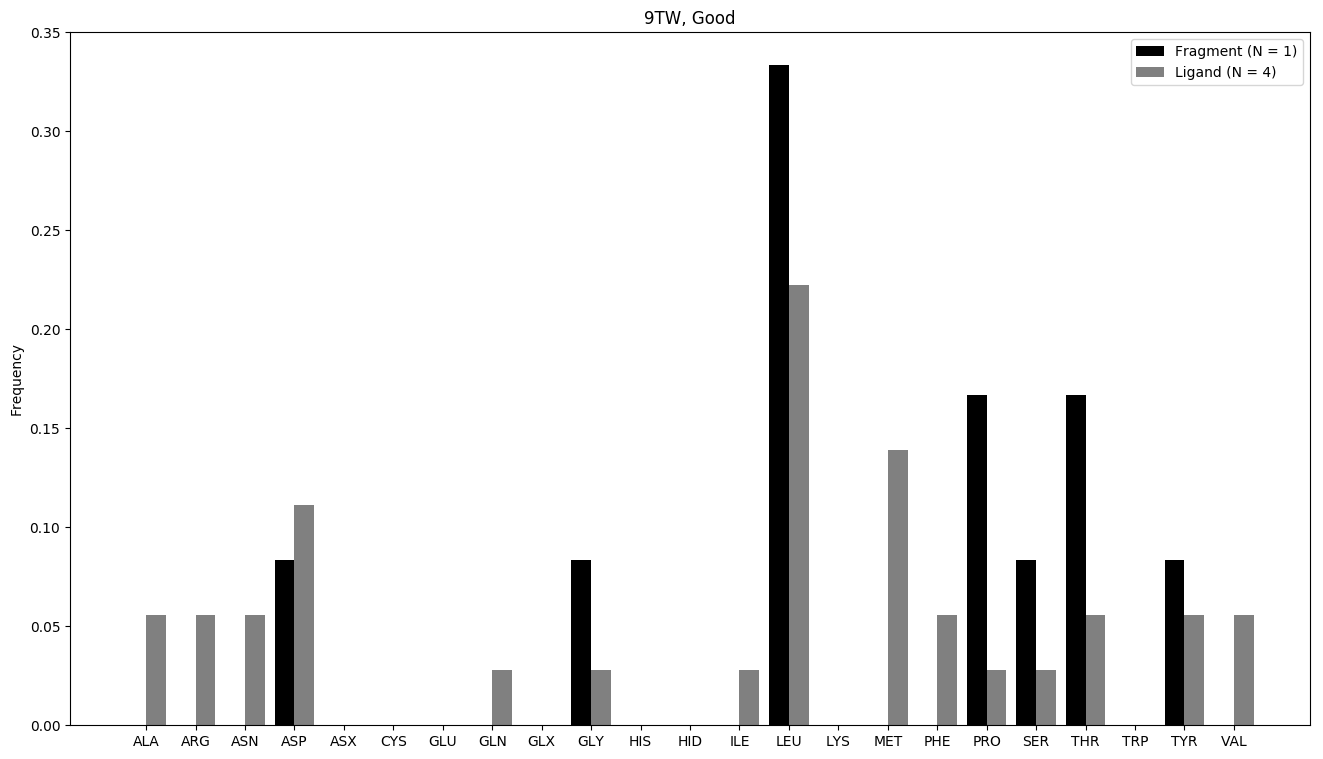 9TW, Good
Fragment (N = 1)
Ligand (N = 4)
Frequency
0.35
0.30
0.25
0.20
0.15
0.10
0.05
0.00
ALA ARG ASN ASP ASX CYS GLU GLN GLX GLY HIS HID ILE LEU LYS MET PHE PRO SER THR TRP TYR VAL